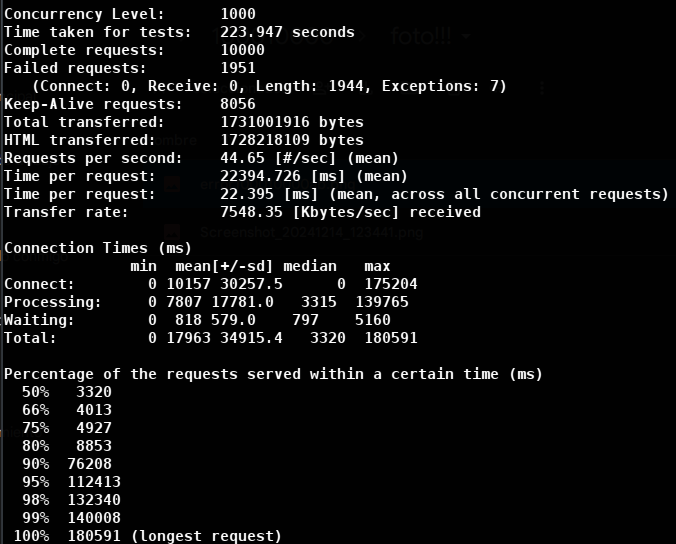 Concurrency Level:       1000
Time taken for tests:   223.947 seconds
Complete requests:      10000
Failed requests:        1951
   (Connect: 0, Receive: 0, Length: 1944, Exceptions: 7)
Keep-Alive requests:    8056
Total transferred:      1731001916 bytes
HTML transferred:       1728218109 bytes
Requests per second:    44.65 [#/sec] (mean)
Time per request:       22394.726 [ms] (mean)
Time per request:       22.395 [ms] (mean, across all concurrent requests)
Transfer rate:          7548.35 [Kbytes/sec] received
Screenshot_20241214_123441.png
Connection Times (ms)
              min  mean[+/-sd] median   max
Connect:        0 10157 30257.5      0  175204
Processing:     0 7807 17781.0   3315  139765
Waiting:        0  818 579.0    797    5160
Total:          0 17963 34915.4   3320  180591
Percentage of the requests served within a certain time (ms)
  50%   3320
  66%   4013
  75%   4927
  80%   8853
  90%  76208
  95%  112413
  98%  132340
  99%  140008
 100%  180591 (longest request)
foto!!!